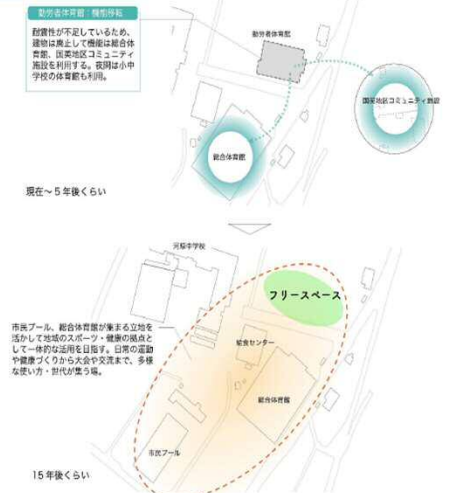 勤労者体育館:機能移転
耐震性が不足しているため、
建物は廃止して機能は総合体
育館、国英地区コミュニティ
施設を利用する。夜間は小中
学校の体育館も利用。
勤労者体育館
国英地区コミュニティ施設
総合体育館
現在〜5年後くらい
河原中学校
フリースペース
市民プール、総合体育館が集まる立地を
活かして地域のスポーツ・健康の拠点と
して一体的な活用を目指す。日常の運動
や健康づくりから大会や交流まで、多様
な使い方・世代が集う場。
給食センター
総合体育館
市民プール
15年後くらい